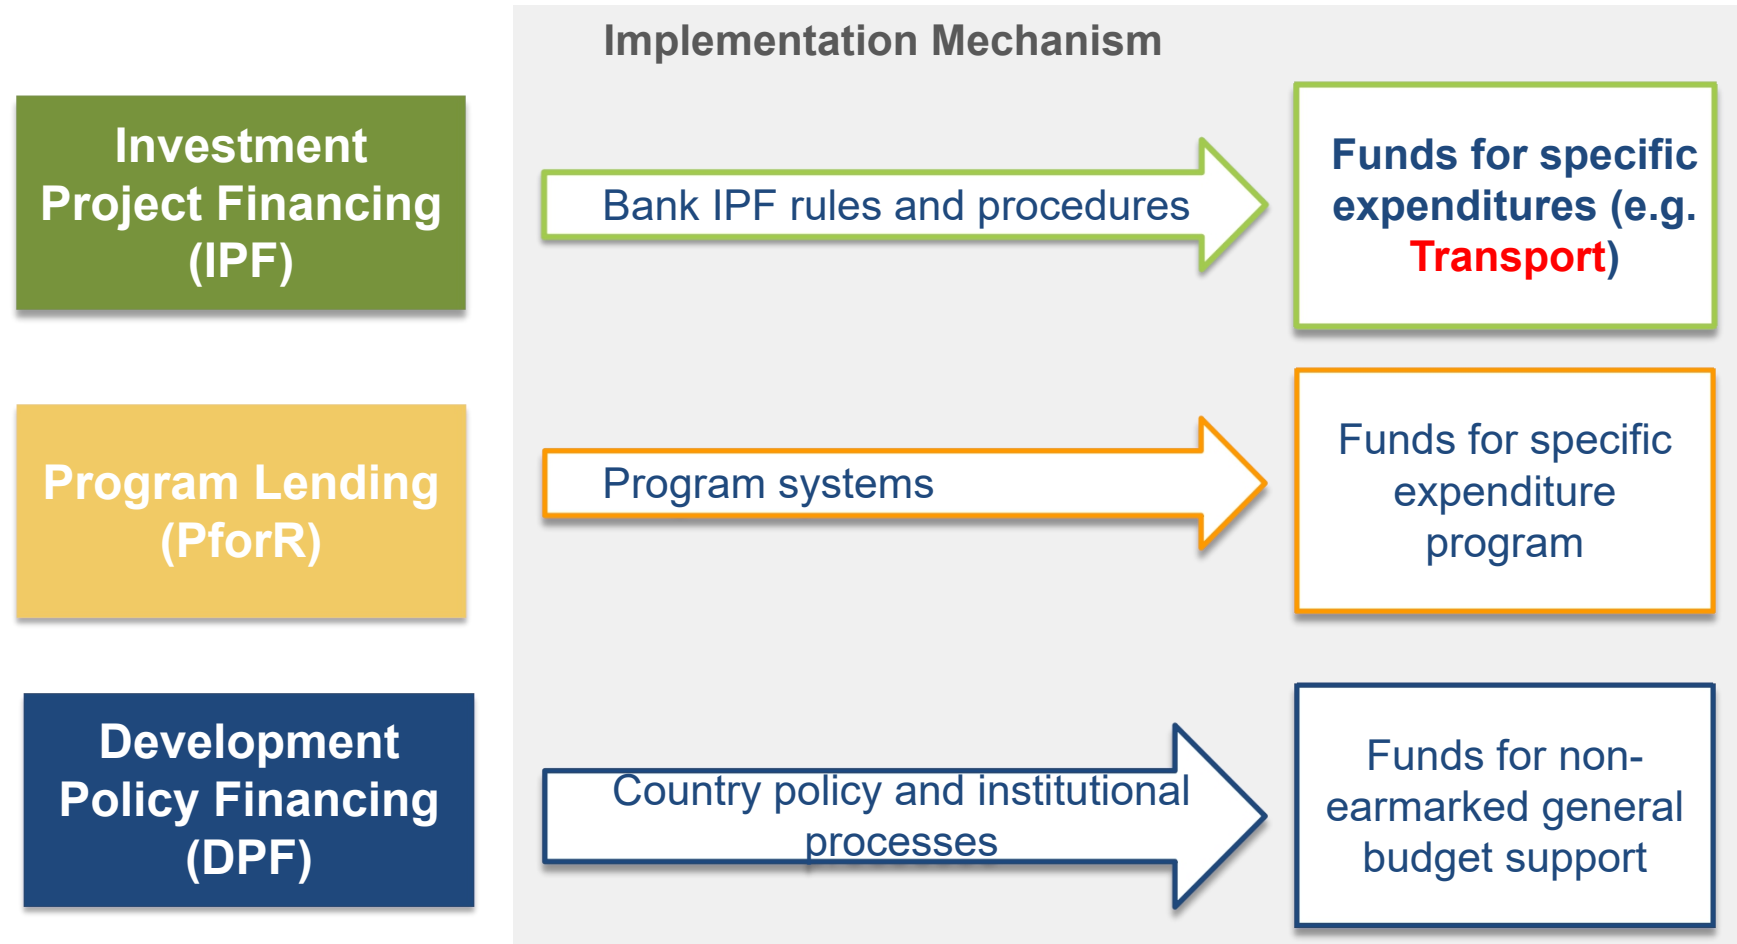 Implementation Mechanism
Investment
Project Financing
(IPF)
Bank IPF rules and procedures
Funds for specific
expenditures (e.g.
Transport)
Program Lending
(PforR)
Program systems
Funds for specific
expenditure
program
Development
Policy Financing
(DPF)
Country policy and institutional
processes
Funds for non-
earmarked general
budget support